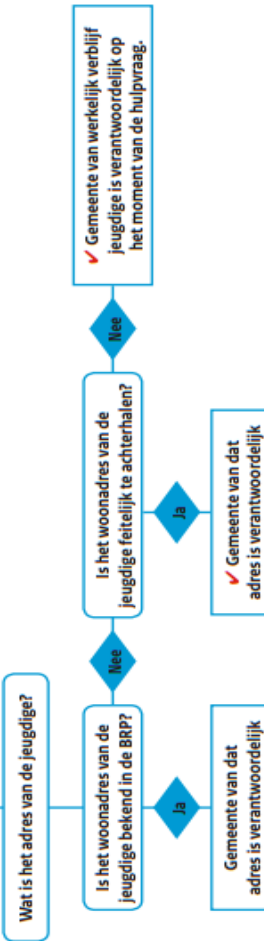 Wat is het adres van de jeugdige?
Is het woonadres van de
jeugdige bekend in de BRP?
Ja
Gemeente van dat
adres is verantwoordelijk
Nee
Is het woonadres van de
jeugdige feitelijk te achterhalen?
Ja
✓ Gemeente van dat
adres is verantwoordelijk
Nee
✓ Gemeente van werkelijk verblijf
jeugdige is verantwoordelijk op
het moment van de hulpvraag.